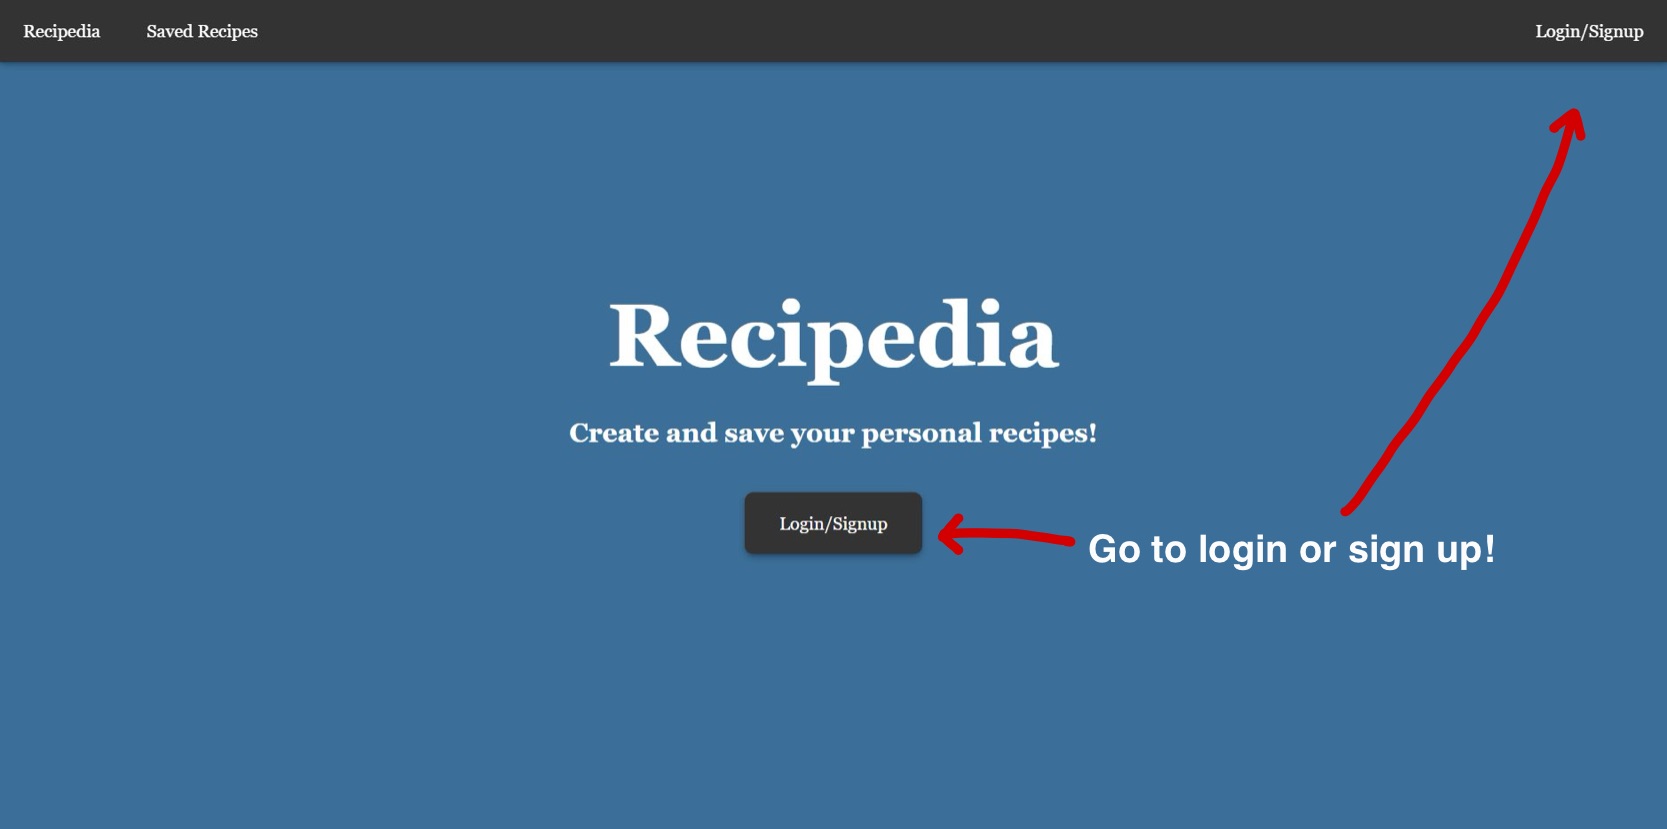 Recipedia Saved Recipes Login/Signup
Recipedia
Create and save your personal recipes!
Login/Signup
Go to login or sign up!